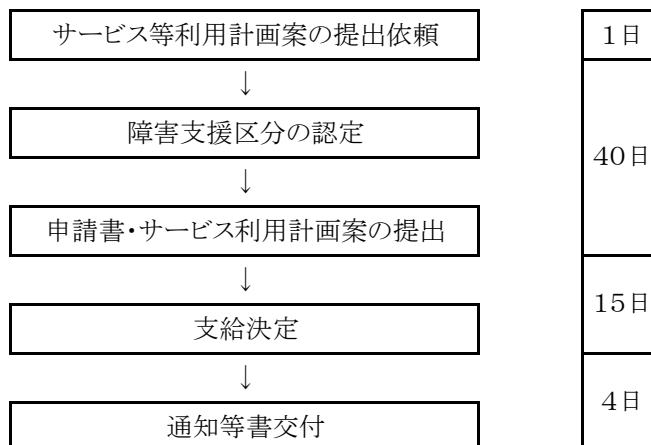 サービス等利用計画案の提出依頼
1日
↓
障害支援区分の認定
40日
↓
申請書・サービス利用計画案の提出
↓
15日
支給決定
↓
4日
通知等書交付